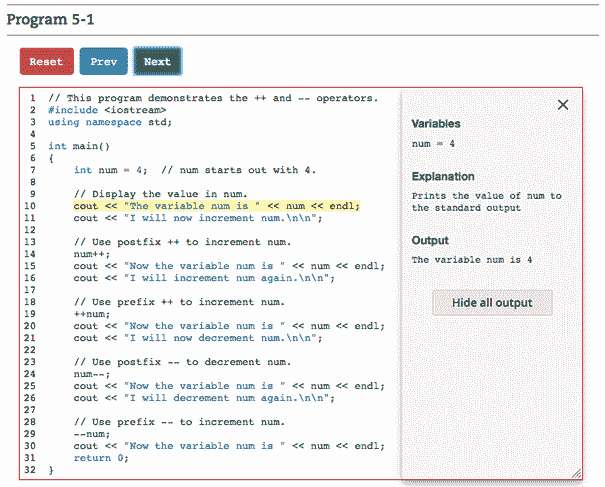 Program 5-1
Reset Prev Next
1 // This program demonstrates the ++ and -- operators.
2 #include <iostream>
3 using namespace std;
4
5 int main()
6 {
7 int num = 4; // num starts out with 4.
8
9 // Display the value in num.
10 cout << "The variable num is " << num << endl;
11 cout << "I will now increment num.\n\n";
12
13 // Use postfix ++ to increment num.
14 num++;
15 cout << "Now the variable num is " << num << endl;
16 cout << "I will increment num again.\n\n";
17
18 // Use prefix ++ to increment num.
19 ++num;
20 cout << "Now the variable num is " << num << endl;
21 cout << "I will now decrement num.\n\n";
22
23 // Use postfix -- to decrement num.
24 num--;
25 cout << "Now the variable num is " << num << endl;
26 cout << "I will decrement num again.\n\n";
27
28 // Use prefix -- to increment num.
29 --num;
30 cout << "Now the variable num is " << num << endl;
31 return 0;
32 }
Variables
num = 4
Explanation
Prints the value of num to
the standard output
Output
The variable num is 4
Hide all output